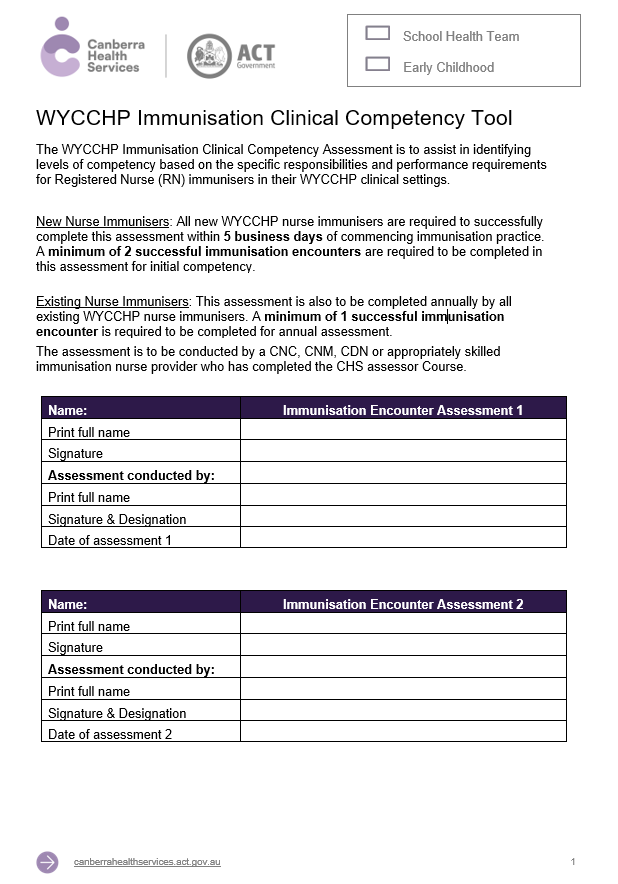 Canberra
Health
Services
ACT
Government
School Health Team
Early Childhood
WYCCHP Immunisation Clinical Competency Tool
The WYCCHP Immunisation Clinical Competency Assessment is to assist in identifying
levels of competency based on the specific responsibilities and performance requirements
for Registered Nurse (RN) immunisers in their WYCCHP clinical settings.
New Nurse Immunisers: All new WYCCHP nurse immunisers are required to successfully
complete this assessment within 5 business days of commencing immunisation practice.
A minimum of 2 successful immunisation encounters are required to be completed in
this assessment for initial competency.
Existing Nurse Immunisers: This assessment is also to be completed annually by all
existing WYCCHP nurse immunisers. A minimum of 1 successful immunisation
encounter is required to be completed for annual assessment.
The assessment is to be conducted by a CNC, CNM, CDN or appropriately skilled
immunisation nurse provider who has completed the CHS assessor Course.
Name: Immunisation Encounter Assessment 1
Print full name
Signature
Assessment conducted by:
Print full name
Signature & Designation
Date of assessment 1
Name: Immunisation Encounter Assessment 2
Print full name
Signature
Assessment conducted by:
Print full name
Signature & Designation
Date of assessment 2
canberrahealthservices.act.gov.au 1